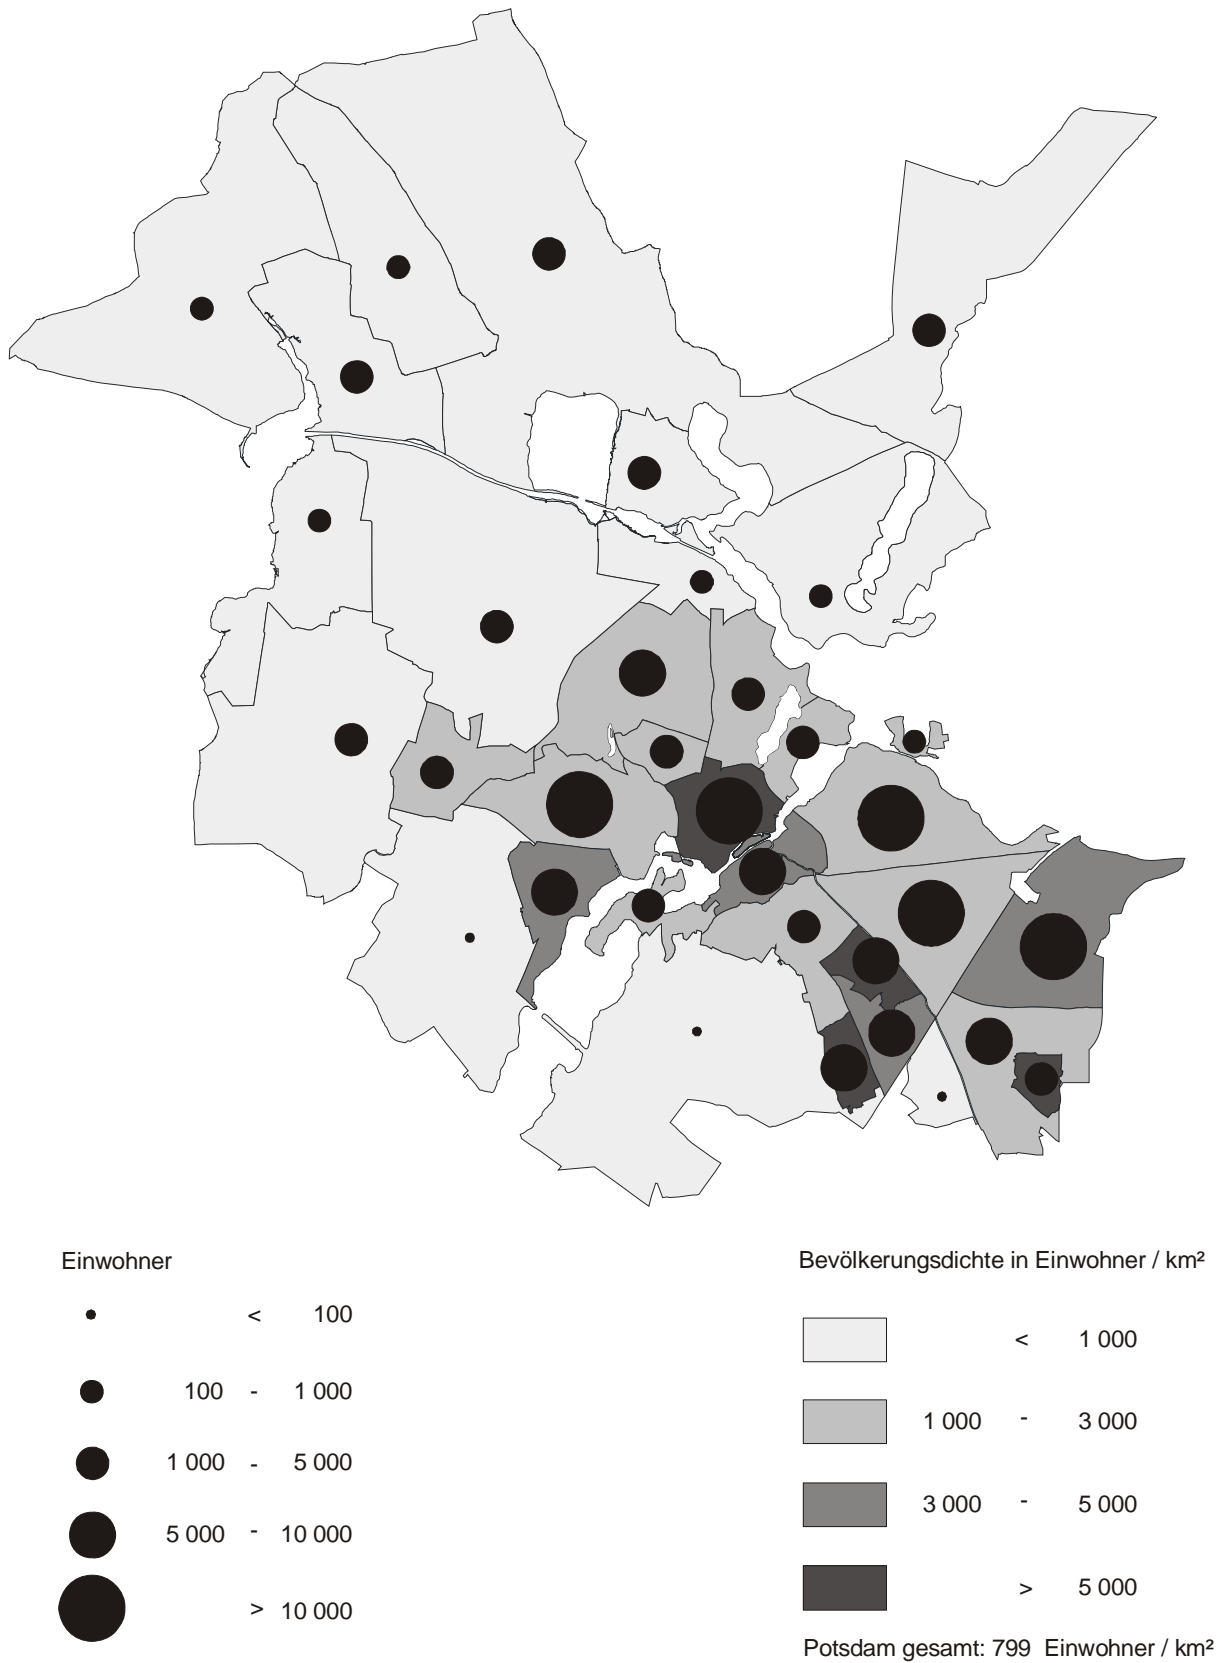 Einwohner
< 100
100 - 1 000
1 000 - 5 000
5 000 - 10 000
> 10 000
Bevölkerungsdichte in Einwohner / km²
< 1 000
1 000 - 3 000
3 000 - 5 000
> 5 000
Potsdam gesamt: 799 Einwohner / km²